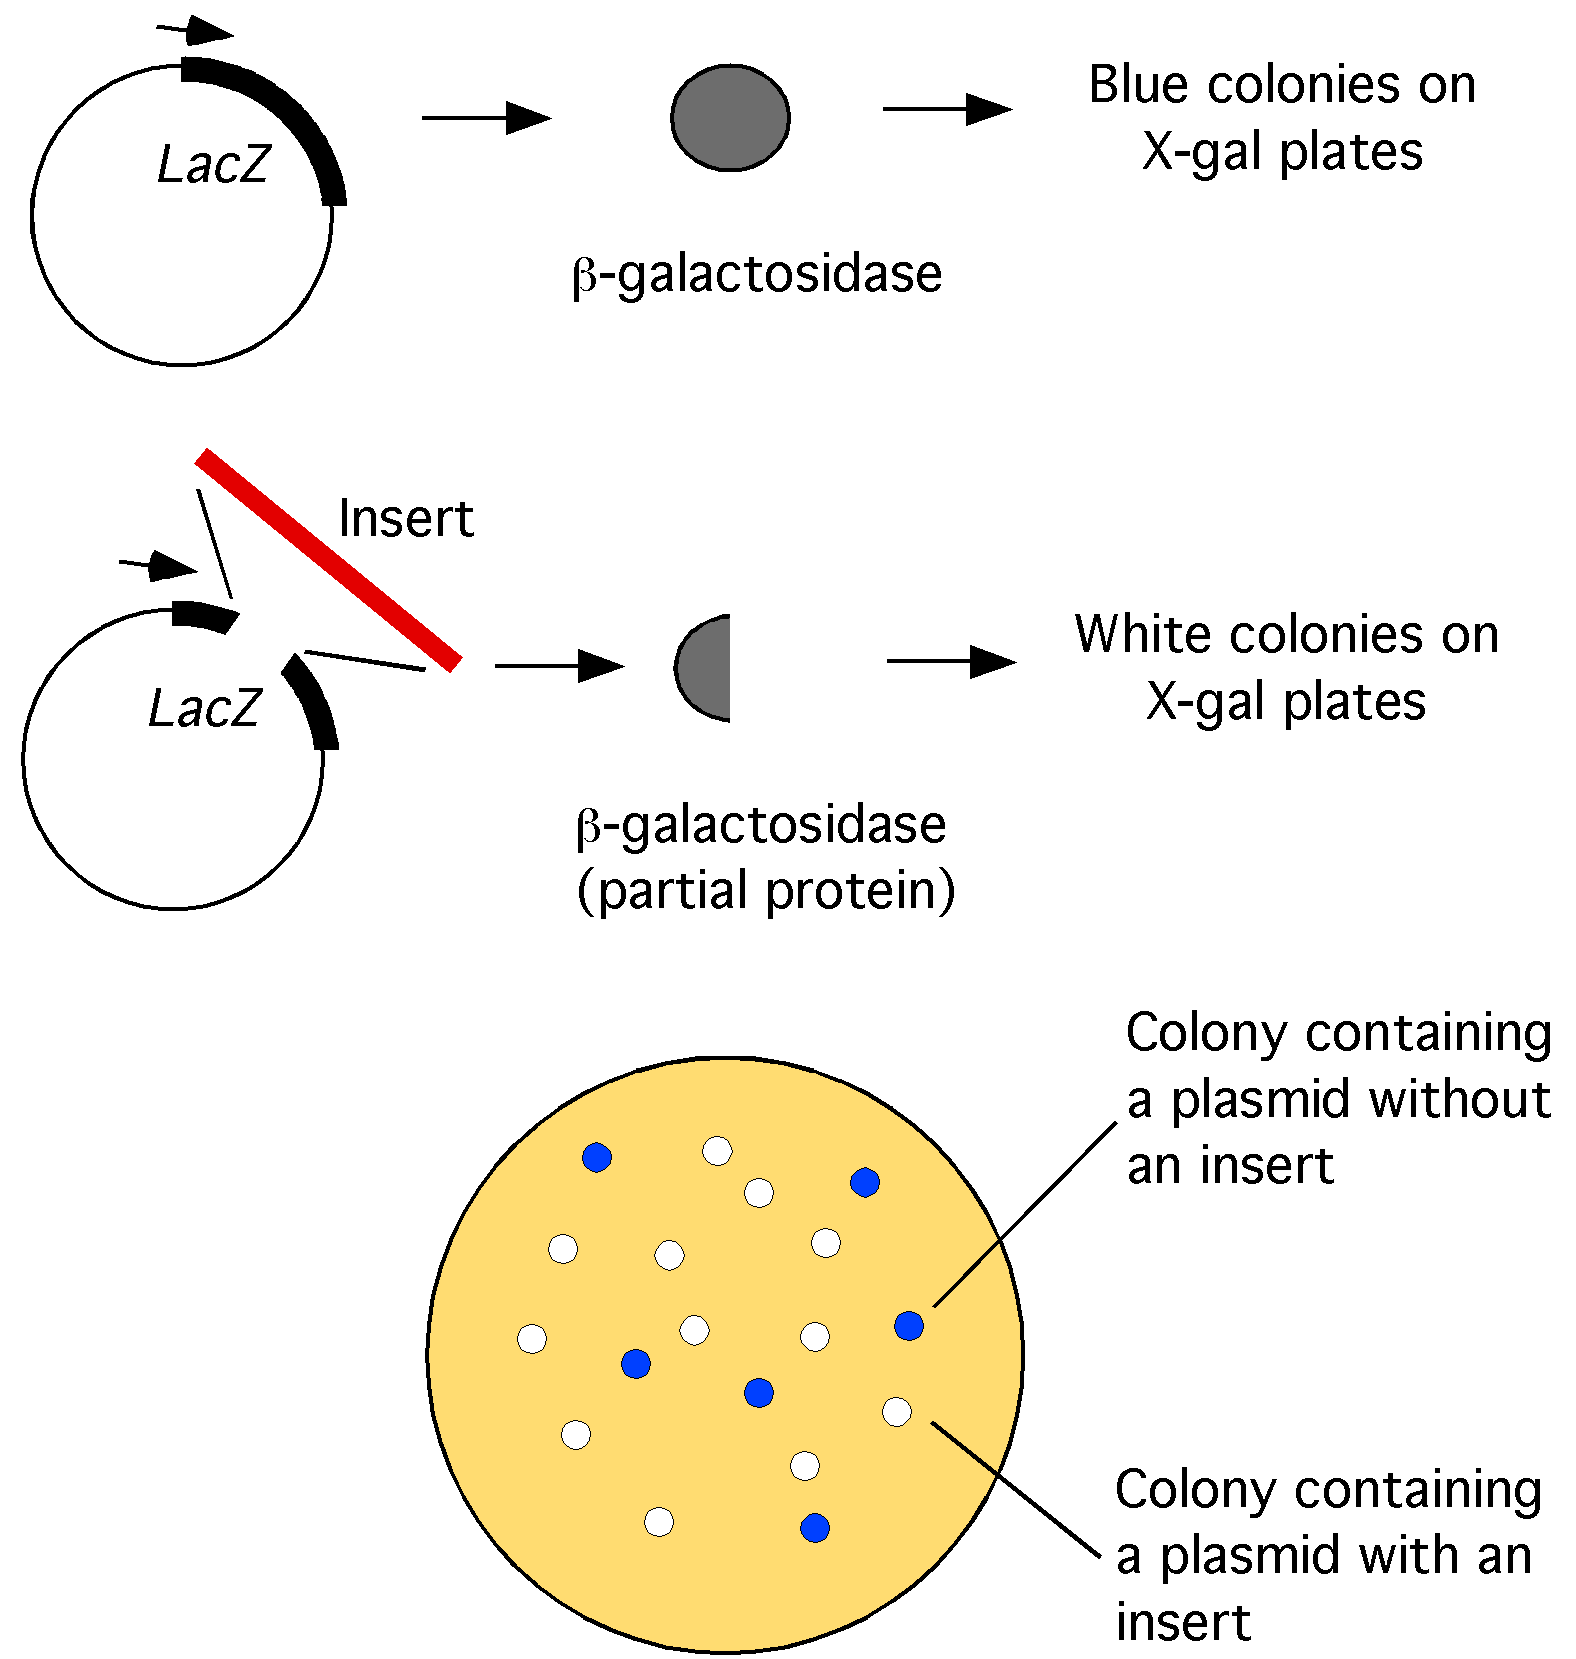 LacZ
Blue colonies on
X-gal plates
β-galactosidase
Insert
LacZ
White colonies on
X-gal plates
β-galactosidase
(partial protein)
Colony containing
a plasmid without
an insert
Colony containing
a plasmid with an
insert